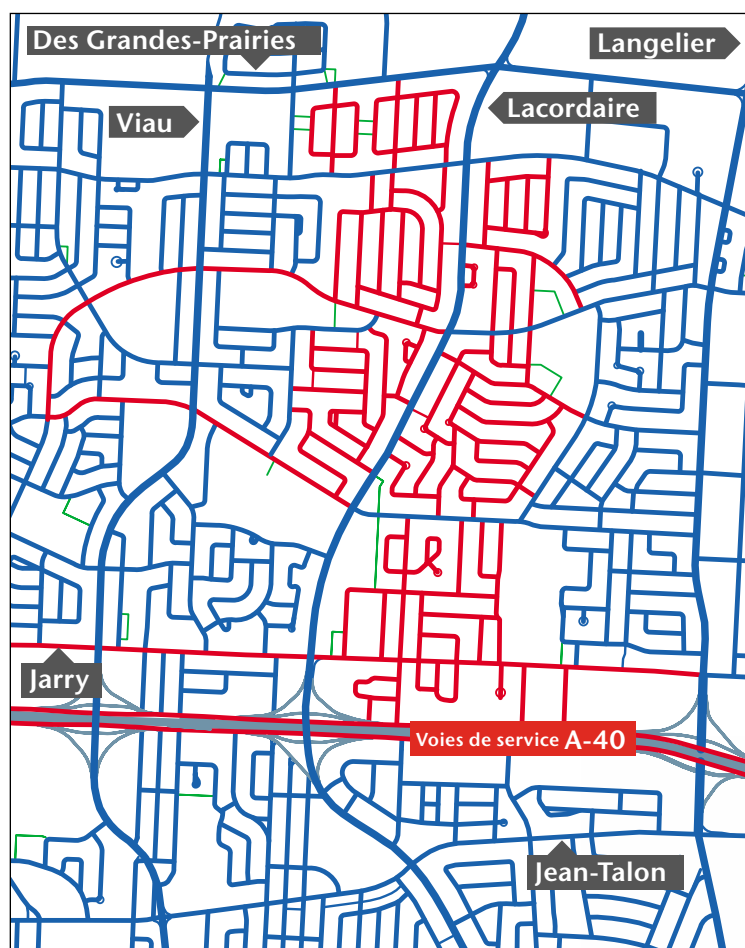 Des Grandes-Prairies
Langelier
Viau
Lacordaire
Jarry
Voies de service A-40
Jean-Talon